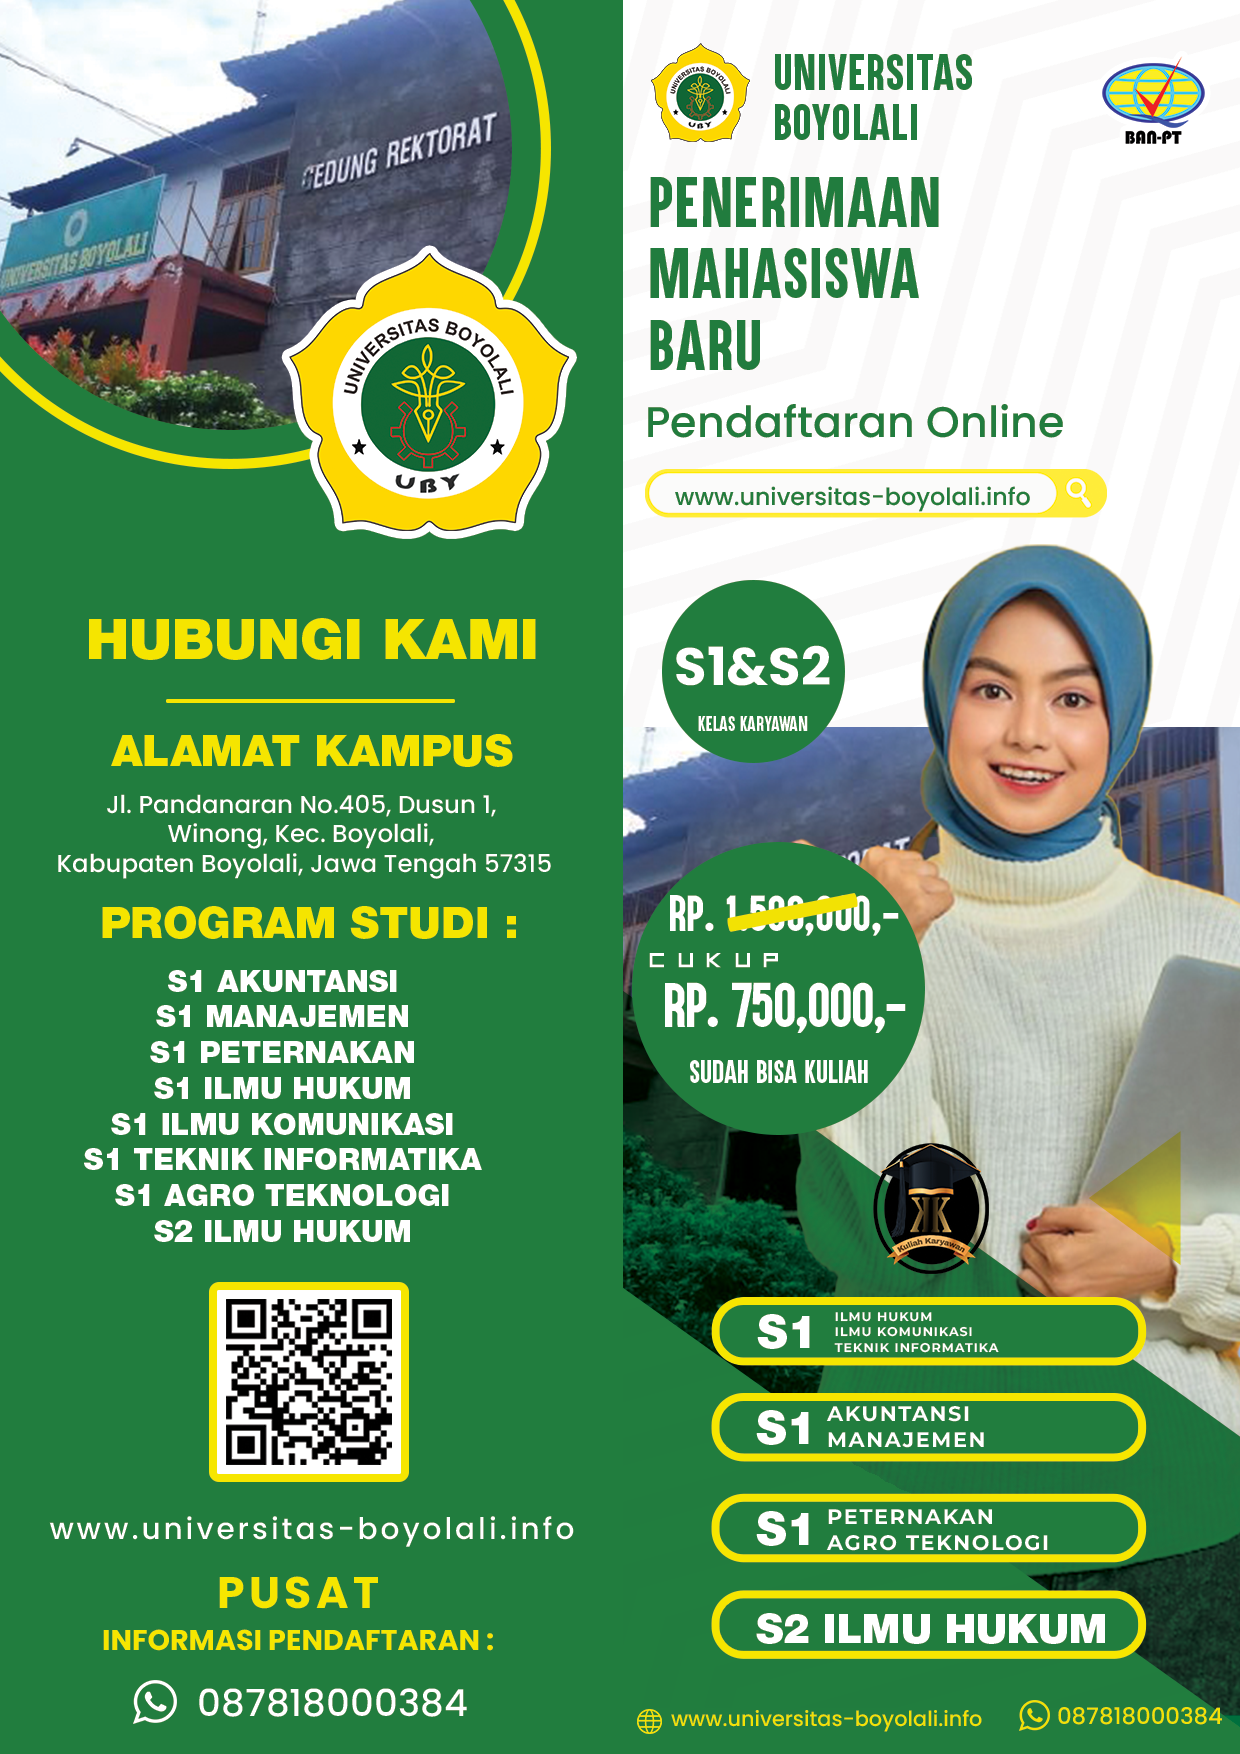 GEDUNG REKTORAT
UNIVERSITAS BOYOLALI
UNIVERSITAS BOYOLALI
UBY
HUBUNGI KAMI
ALAMAT KAMPUS
Jl. Pandanaran No.405, Dusun 1,
Winong, Kec. Boyolali,
Kabupaten Boyolali, Jawa Tengah 57315
PROGRAM STUDI :
S1 AKUNTANSI
S1 MANAJEMEN
S1 PETERNAKAN
S1 ILMU HUKUM
S1 ILMU KOMUNIKASI
S1 TEKNIK INFORMATIKA
S1 AGRO TEKNOLOGI
S2 ILMU HUKUM
www.universitas-boyolali.info
PUSAT
INFORMASI PENDAFTARAN :
087818000384
UNIVERSITAS BOYOLALI
UBY
UNIVERSITAS
BOYOLALI
BAN-PT
PENERIMAAN
MAHASISWA
BARU
Pendaftaran Online
www.universitas-boyolali.info
S1&S2
KELAS KARYAWAN
RP. 1.500,000,-
CUKUP
RP. 750,000,-
SUDAH BISA KULIAH
KK
Kuliah Karyawan
S1 ILMU HUKUM
ILMU KOMUNIKASI
TEKNIK INFORMATIKA
S1 AKUNTANSI
MANAJEMEN
S1 PETERNAKAN
AGRO TEKNOLOGI
S2 ILMU HUKUM
www.universitas-boyolali.info
087818000384